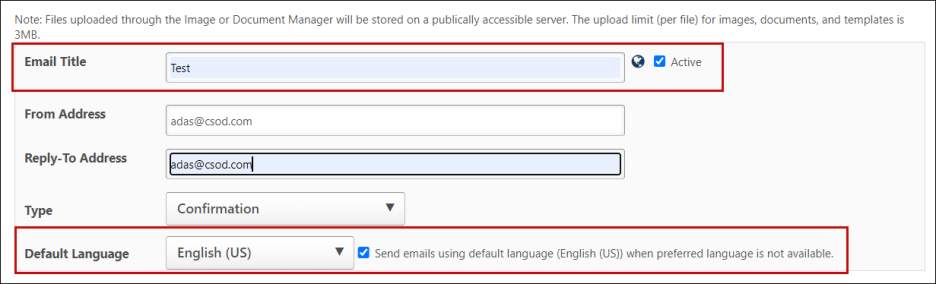 Note: Files uploaded through the Image or Document Manager will be stored on a publically accessible server. The upload limit (per file) for images, documents, and templates is
3MB.
Email Title Test Active
From Address adas@csod.com
Reply-To Address adas@csod.com
Type Confirmation
Default Language English (US) Send emails using default language (English (US)) when preferred language is not available.